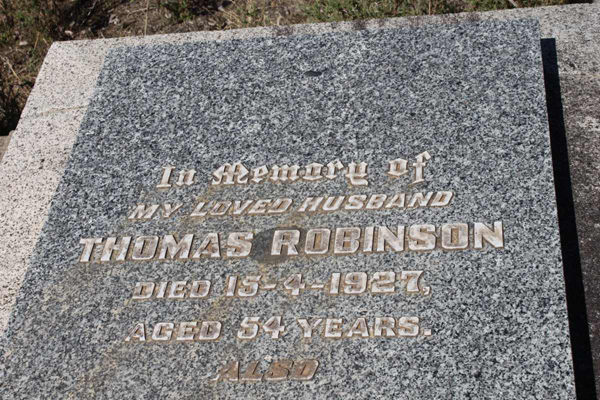 In Memory of
MY LOVED HUSBAND
THOMAS ROBINSON
DIED 15-4-1927,
AGED 54 YEARS.
ALSO